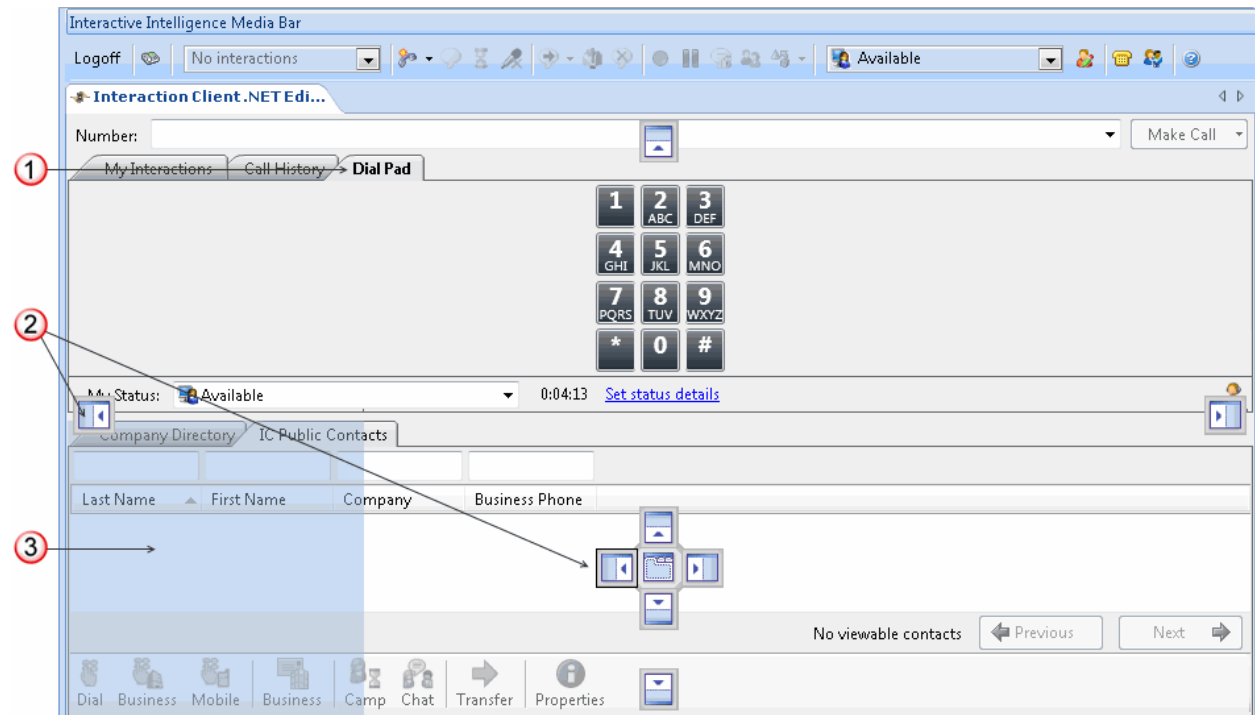 Interactive Intelligence Media Bar
Logoff No interactions Available
Interaction Client .NET Edi...
Number: Make Call
1 My Interactions Call History Dial Pad
1 2 ABC 3 DEF
4 GHI 5 JKL 6 MNO
7 PQRS 8 TUV 9 WXYZ
2
* 0 #
My Status: Available 0:04:13 Set status details
Company Directory IC Public Contacts
Last Name First Name Company Business Phone
3
No viewable contacts Previous Next
Dial Business Mobile Business Camp Chat Transfer Properties